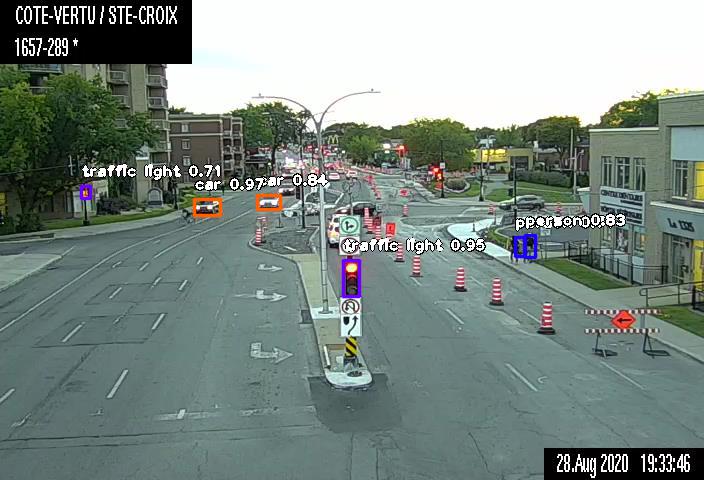 COTE-VERTU / STE-CROIX
1657-289 *
traffic light 0.71
car 0.97
car 0.84
person 0.83
traffic light 0.95
28.Aug 2020 19:33:46